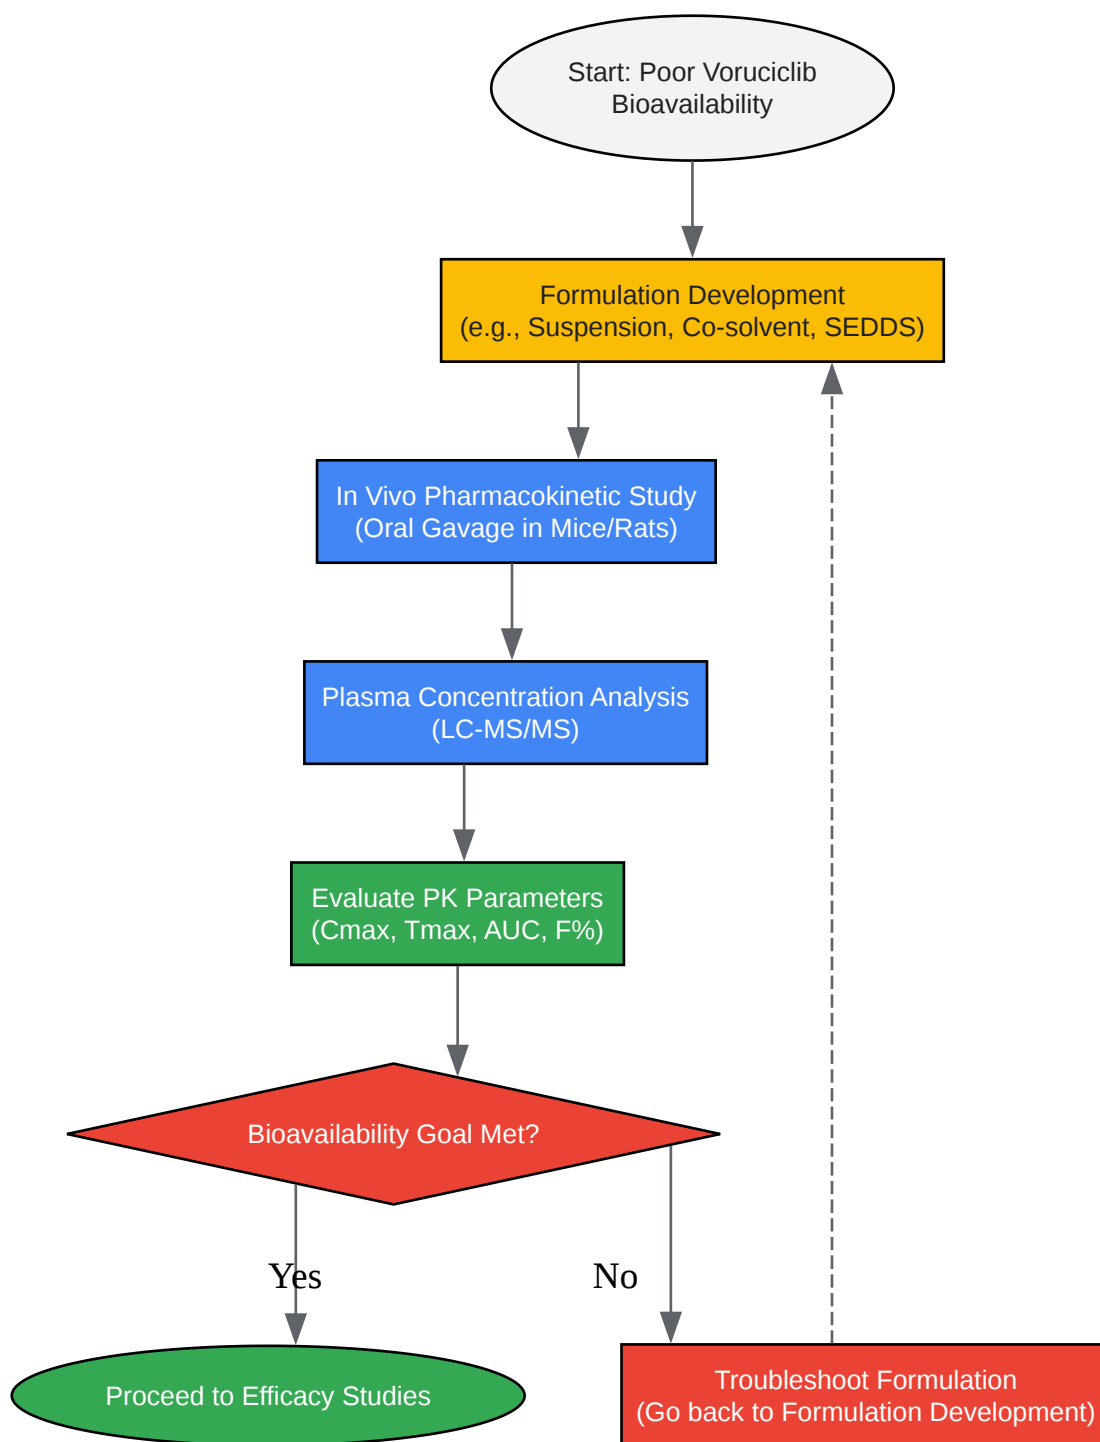 Start: Poor Voruciclib
Bioavailability
Formulation Development
(e.g., Suspension, Co-solvent, SEDDS)
In Vivo Pharmacokinetic Study
(Oral Gavage in Mice/Rats)
Plasma Concentration Analysis
(LC-MS/MS)
Evaluate PK Parameters
(Cmax, Tmax, AUC, F%)
Bioavailability Goal Met?
Yes
No
Proceed to Efficacy Studies
Troubleshoot Formulation
(Go back to Formulation Development)